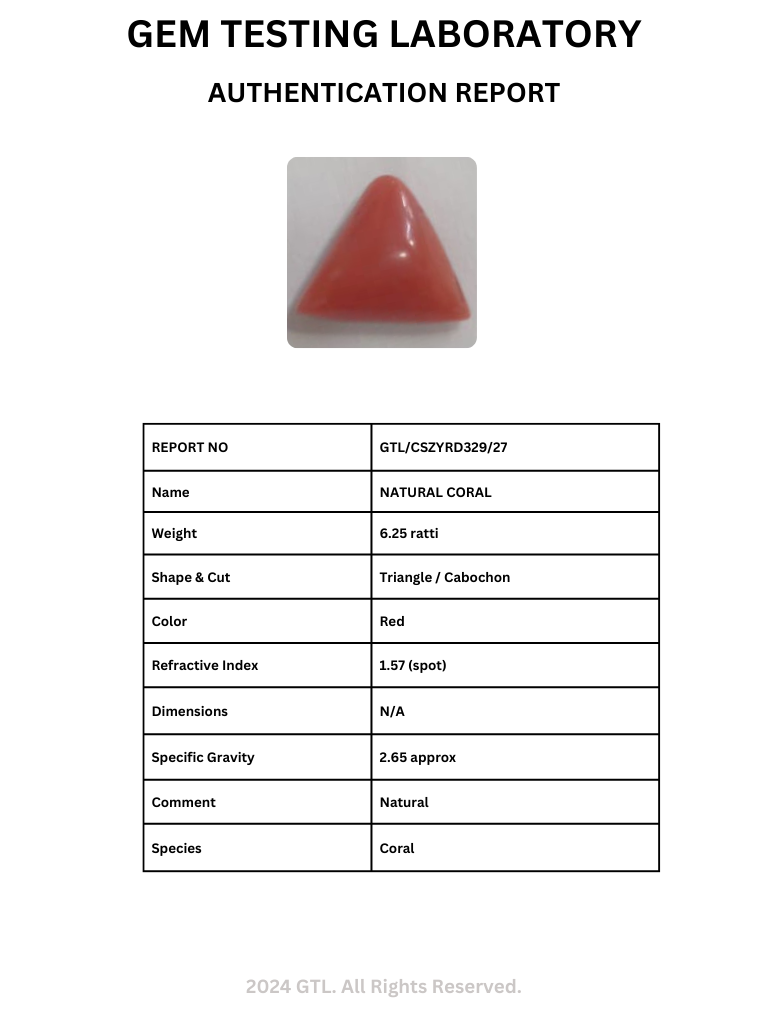 GEM TESTING LABORATORY
AUTHENTICATION REPORT
REPORT NO GTL/CSZYRD329/27
Name NATURAL CORAL
Weight 6.25 ratti
Shape & Cut Triangle / Cabochon
Color Red
Refractive Index 1.57 (spot)
Dimensions N/A
Specific Gravity 2.65 approx
Comment Natural
Species Coral
2024 GTL. All Rights Reserved.